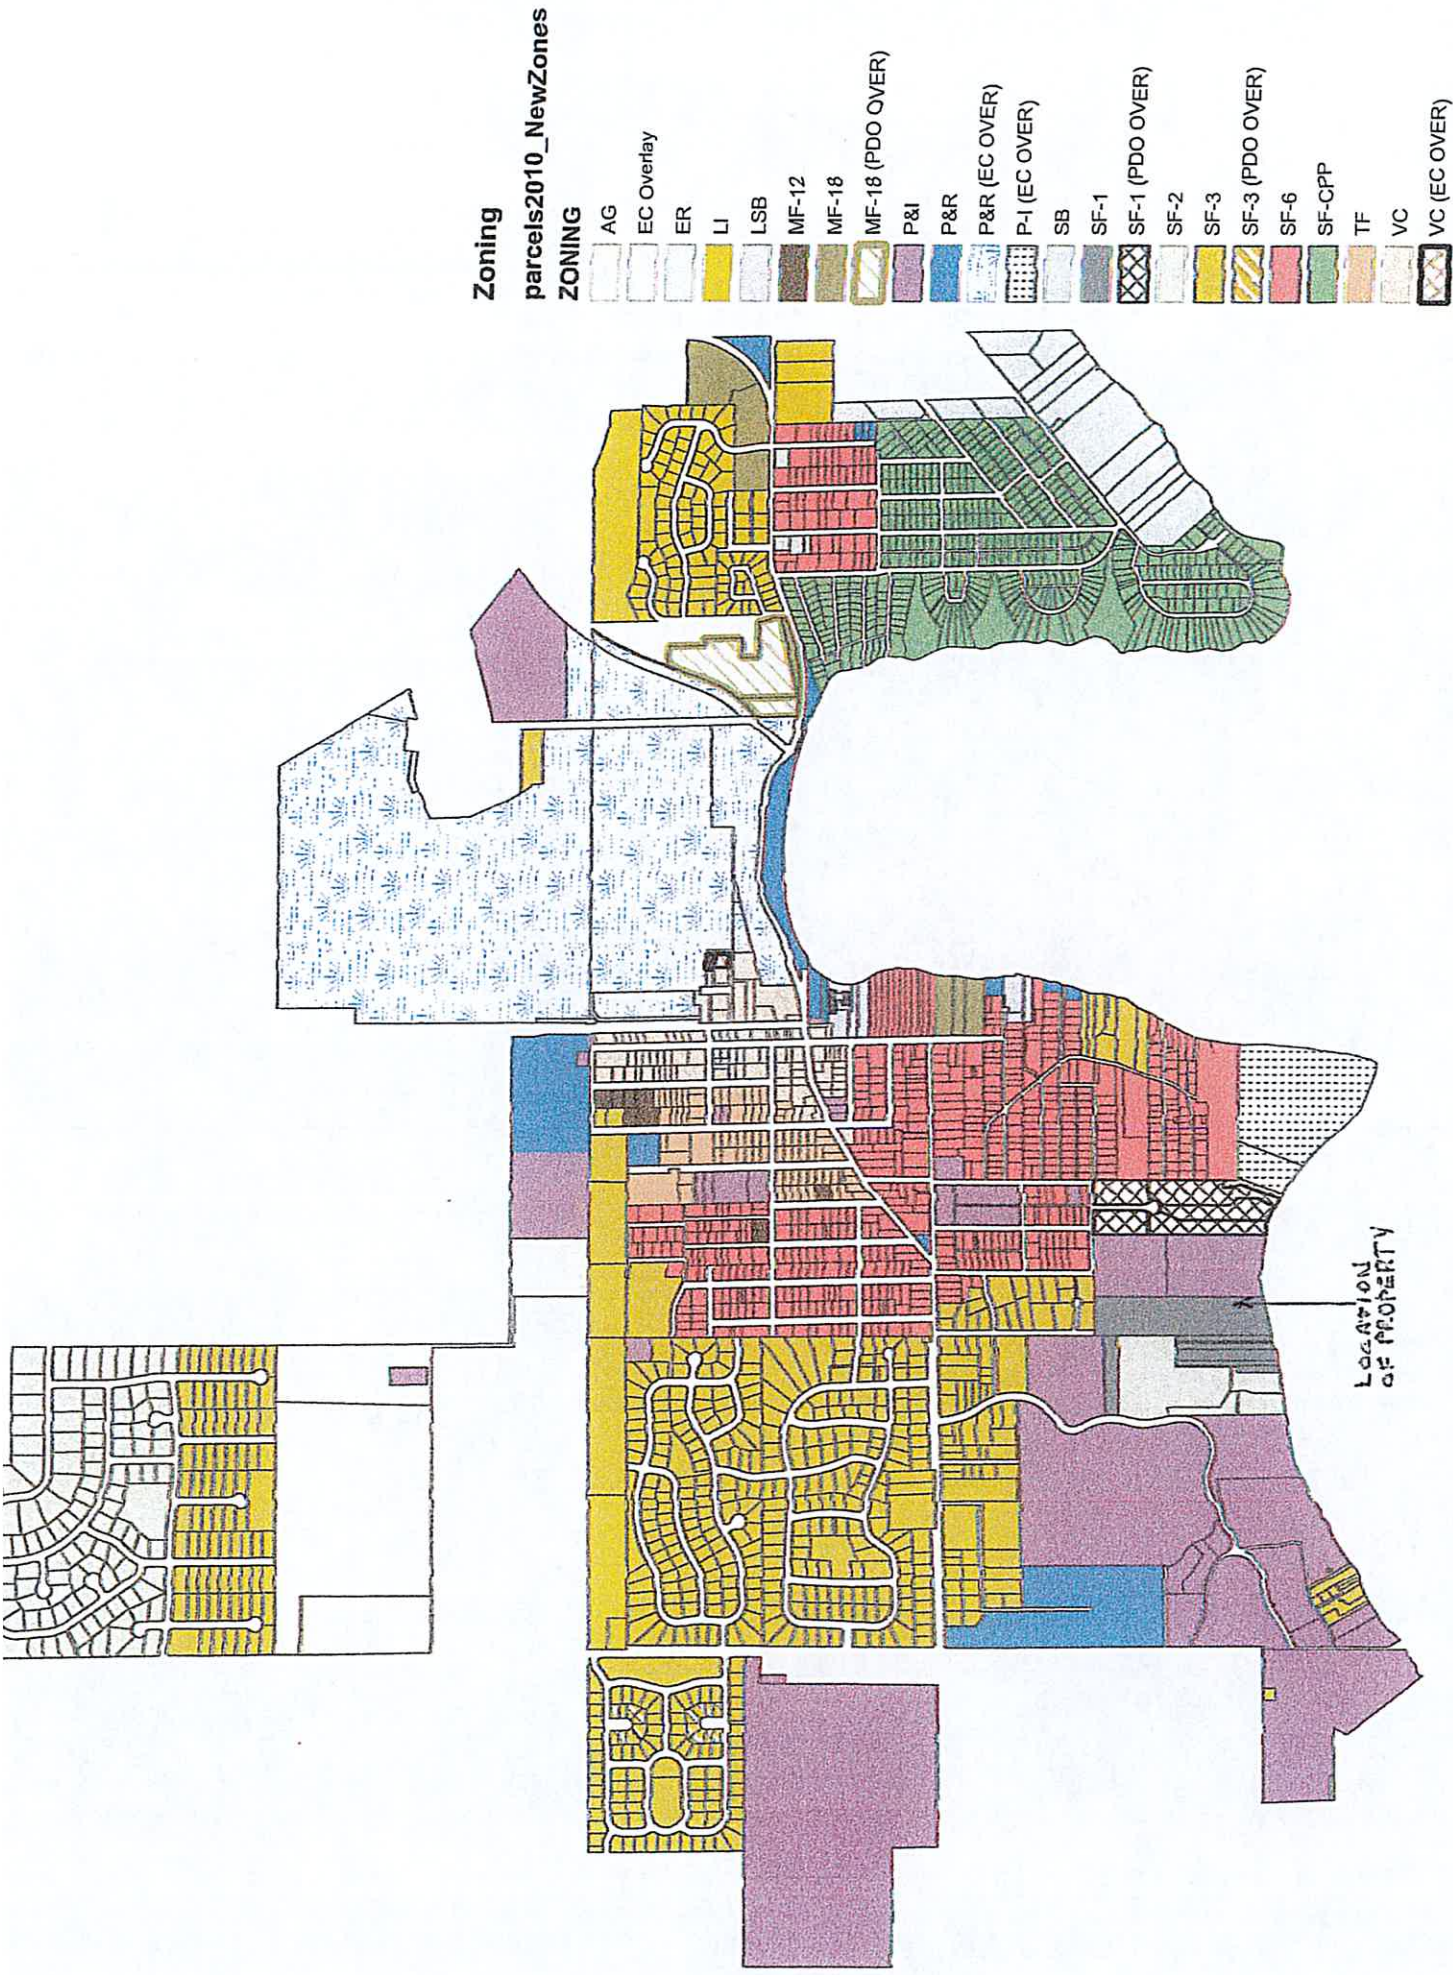 Zoning
parcels2010_NewZones
ZONING
AG
EC Overlay
ER
LI
LSB
MF-12
MF-18
MF-18 (PDO OVER)
P&I
P&R
P&R (EC OVER)
P-I (EC OVER)
SB
SF-1
SF-1 (PDO OVER)
SF-2
SF-3
SF-3 (PDO OVER)
SF-6
SF-CPP
TF
VC
VC (EC OVER)
LOCATION
OF PROPERTY